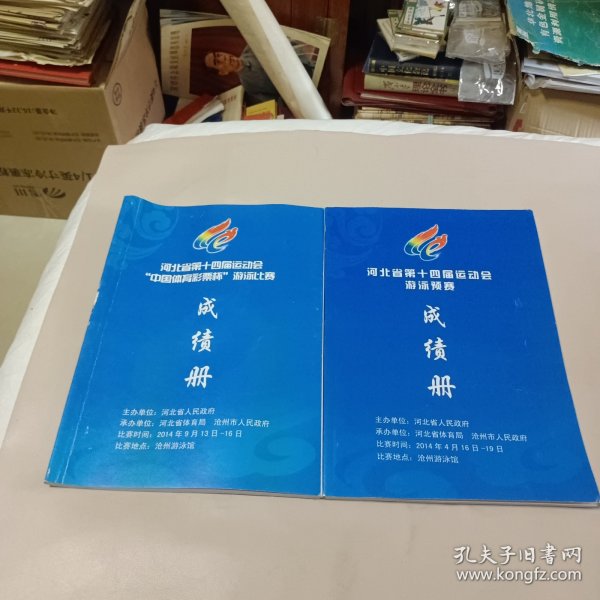 河北省第十四届运动会
“中国体育彩票杯”游泳比赛
成绩册
主办单位：河北省人民政府
承办单位：河北省体育局 沧州市人民政府
比赛时间：2014年9月13日-16日
比赛地点：沧州游泳馆
河北省第十四届运动会
游泳预赛
成绩册
主办单位：河北省人民政府
承办单位：河北省体育局 沧州市人民政府
比赛时间：2014年4月16日-19日
比赛地点：沧州游泳馆
孔夫子旧书网
www.kongfz.com